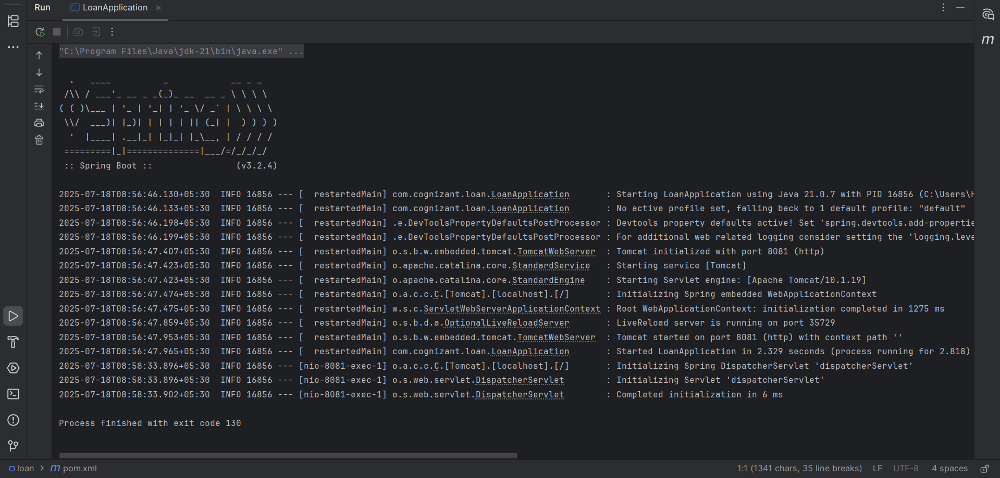 Run LoanApplication
"C:\Program Files\Java\jdk-21\bin\java.exe" ...
  .   ____          _            __ _ _
 /\\ / ___'_ __ _ _(_)_ __  __ _ \ \ \ \
( ( )\___ | '_ | '_| | '_ \/ _` | \ \ \ \
 \\/  ___)| |_)| | | | | || (_| |  ) ) ) )
  '  |____| .__|_| |_|_| |_\__, | / / / /
 =========|_|==============|___/=/_/_/_/
 :: Spring Boot ::                (v3.2.4)
2025-07-18T08:56:46.130+05:30  INFO 16856 --- [  restartedMain] com.cognizant.loan.LoanApplication       : Starting LoanApplication using Java 21.0.7 with PID 16856 (C:\Users\H
2025-07-18T08:56:46.133+05:30  INFO 16856 --- [  restartedMain] com.cognizant.loan.LoanApplication       : No active profile set, falling back to 1 default profile: "default"
2025-07-18T08:56:46.198+05:30  INFO 16856 --- [  restartedMain] .e.DevToolsPropertyDefaultsPostProcessor : Devtools property defaults active! Set 'spring.devtools.add-propertie
2025-07-18T08:56:46.199+05:30  INFO 16856 --- [  restartedMain] .e.DevToolsPropertyDefaultsPostProcessor : For additional web related logging consider setting the 'logging.leve
2025-07-18T08:56:47.407+05:30  INFO 16856 --- [  restartedMain] o.s.b.w.embedded.tomcat.TomcatWebServer  : Tomcat initialized with port 8081 (http)
2025-07-18T08:56:47.423+05:30  INFO 16856 --- [  restartedMain] o.apache.catalina.core.StandardService   : Starting service [Tomcat]
2025-07-18T08:56:47.423+05:30  INFO 16856 --- [  restartedMain] o.apache.catalina.core.StandardEngine    : Starting Servlet engine: [Apache Tomcat/10.1.19]
2025-07-18T08:56:47.474+05:30  INFO 16856 --- [  restartedMain] o.a.c.c.C.[Tomcat].[localhost].[/]       : Initializing Spring embedded WebApplicationContext
2025-07-18T08:56:47.475+05:30  INFO 16856 --- [  restartedMain] w.s.c.ServletWebServerApplicationContext : Root WebApplicationContext: initialization completed in 1275 ms
2025-07-18T08:56:47.859+05:30  INFO 16856 --- [  restartedMain] o.s.b.d.a.OptionalLiveReloadServer       : LiveReload server is running on port 35729
2025-07-18T08:56:47.953+05:30  INFO 16856 --- [  restartedMain] o.s.b.w.embedded.tomcat.TomcatWebServer  : Tomcat started on port 8081 (http) with context path ''
2025-07-18T08:56:47.965+05:30  INFO 16856 --- [  restartedMain] com.cognizant.loan.LoanApplication       : Started LoanApplication in 2.329 seconds (process running for 2.818)
2025-07-18T08:58:33.896+05:30  INFO 16856 --- [nio-8081-exec-1] o.a.c.c.C.[Tomcat].[localhost].[/]       : Initializing Spring DispatcherServlet 'dispatcherServlet'
2025-07-18T08:58:33.896+05:30  INFO 16856 --- [nio-8081-exec-1] o.s.web.servlet.DispatcherServlet        : Initializing Servlet 'dispatcherServlet'
2025-07-18T08:58:33.902+05:30  INFO 16856 --- [nio-8081-exec-1] o.s.web.servlet.DispatcherServlet        : Completed initialization in 6 ms
Process finished with exit code 130
loan > m pom.xml 1:1 (1341 chars, 35 line breaks) LF UTF-8 4 spaces